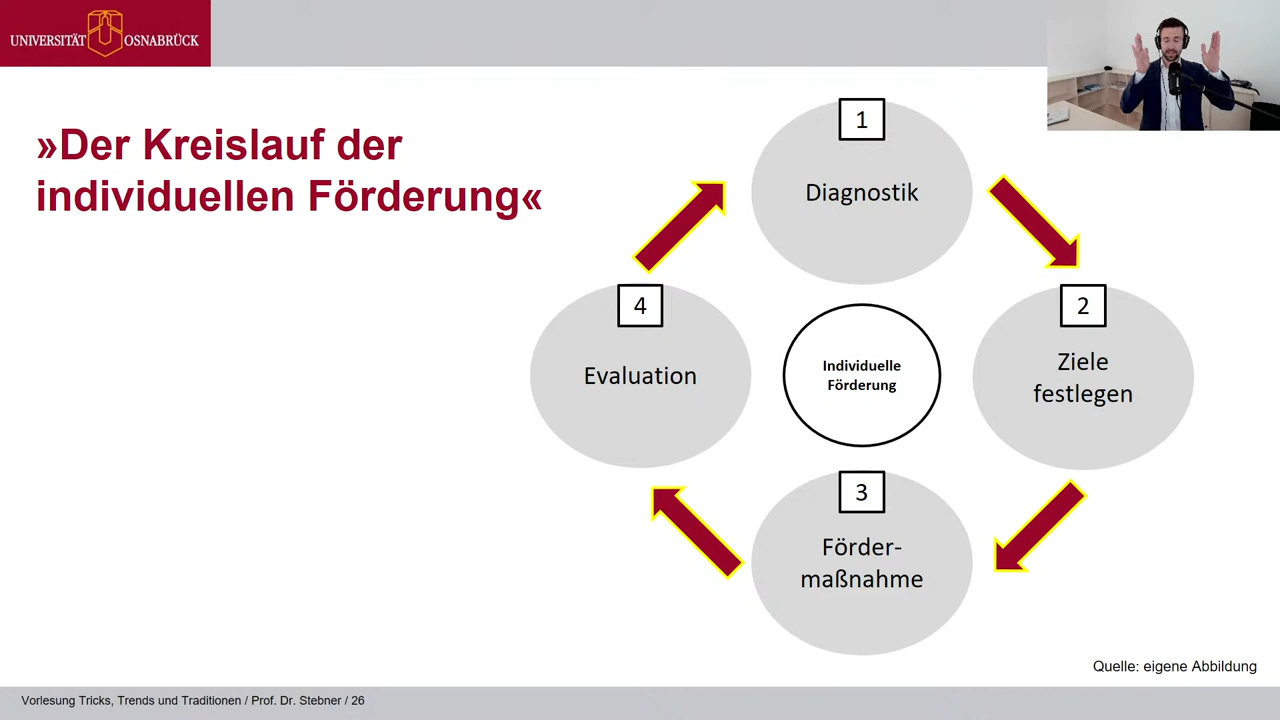 UNIVERSITÄT OSNABRÜCK
»Der Kreislauf der
individuellen Förderung«
1
Diagnostik
2
Ziele
festlegen
3
Förder-
maßnahme
4
Evaluation
Individuelle
Förderung
Quelle: eigene Abbildung
Vorlesung Tricks, Trends und Traditionen / Prof. Dr. Stebner / 26